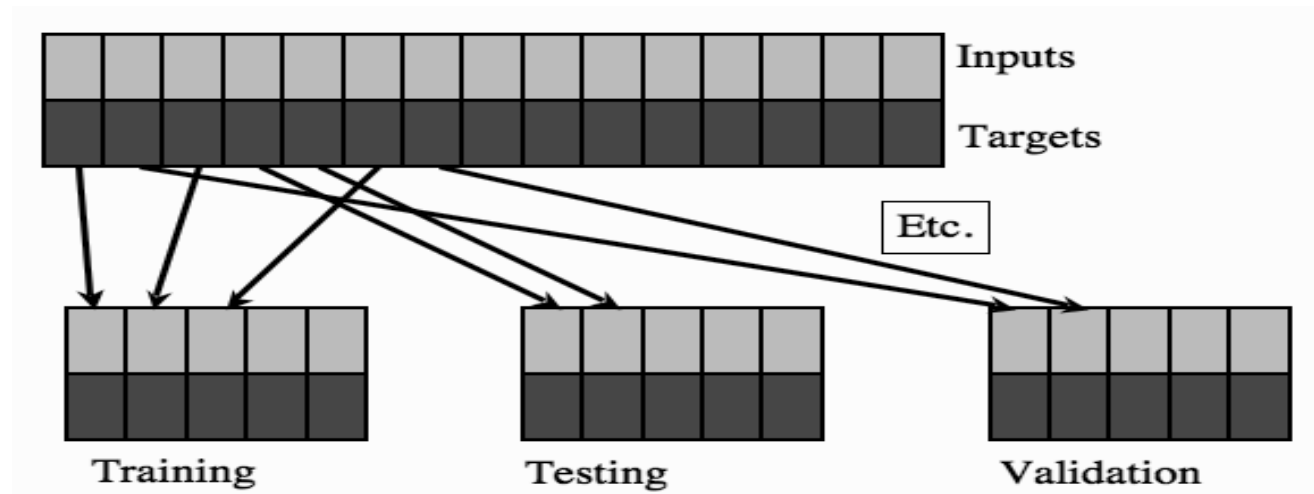 Inputs
Targets
Etc.
Training
Testing
Validation